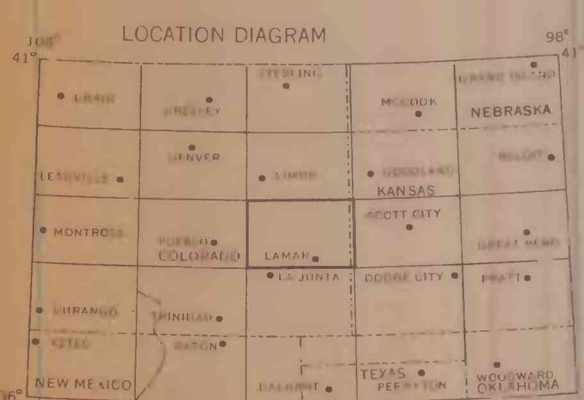 LOCATION DIAGRAM
108° 98°
41° 41°
STERLING
CRAIG GREELEY MCCOOK GRAND ISLAND
NEBRASKA
DENVER BELOIT
LEADVILLE LIMON GOODLAND
KANSAS
SCOTT CITY
MONTROSE PUEBLO GREAT BEND
COLORADO LAMAR
LA JUNTA DODGE CITY PRATT
DURANGO TRINIDAD
AZTEC RATON
TEXAS WOODWARD
NEW MEXICO DALHART PERRYTON OKLAHOMA
36°